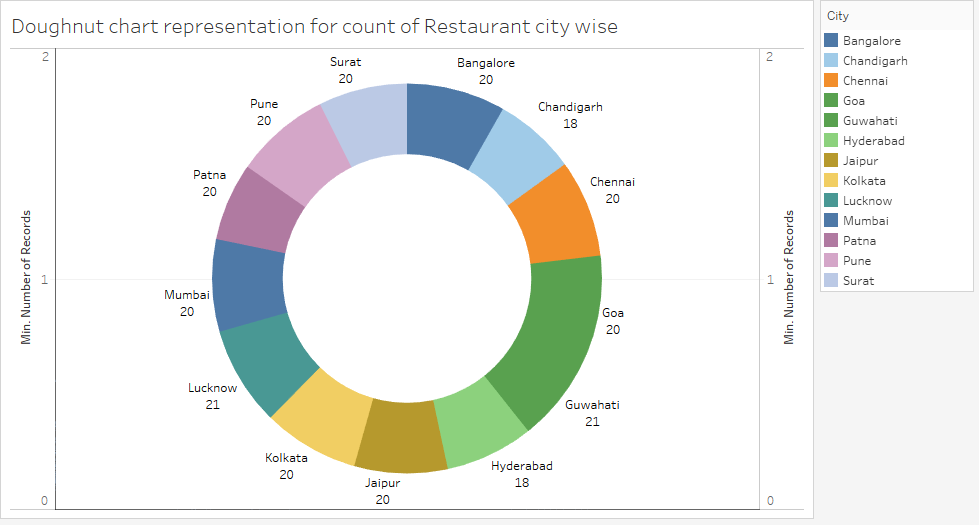 Doughnut chart representation for count of Restaurant city wise
City
Bangalore
Chandigarh
Chennai
Goa
Guwahati
Hyderabad
Jaipur
Kolkata
Lucknow
Mumbai
Patna
Pune
Surat
2
1
0
Min. Number of Records
Surat
20
Bangalore
20
Chandigarh
18
Chennai
20
Goa
20
Guwahati
21
Hyderabad
18
Jaipur
20
Kolkata
20
Lucknow
21
Mumbai
20
Patna
20
Pune
20
2
1
0
Min. Number of Records